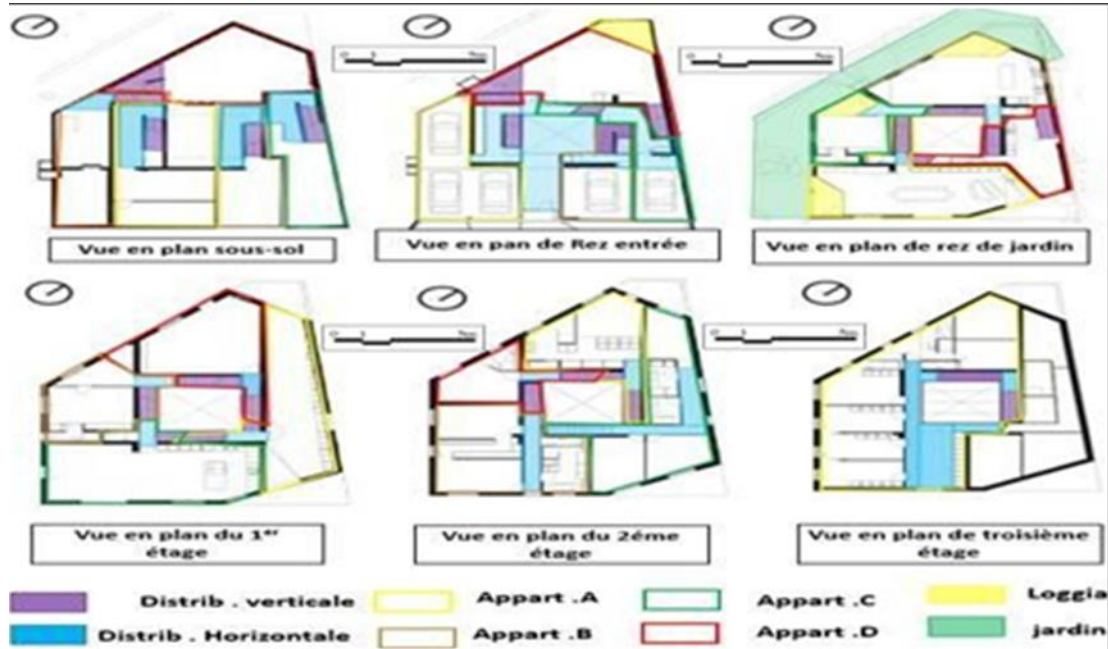 Vue en plan sous-sol
Vue en pan de Rez entrée
Vue en plan de rez de jardin
Vue en plan du 1er
étage
Vue en plan du 2éme
étage
Vue en plan de troisième
étage
Distrib . verticale
Appart .A
Appart .C
Loggia
Distrib . Horizontale
Appart .B
Appart .D
jardin